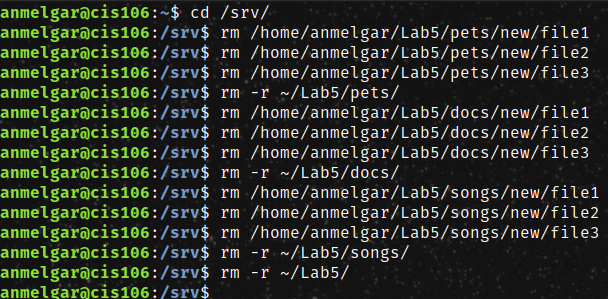 anmelgar@cis106:~$ cd /srv/
anmelgar@cis106:/srv$ rm /home/anmelgar/Lab5/pets/new/file1
anmelgar@cis106:/srv$ rm /home/anmelgar/Lab5/pets/new/file2
anmelgar@cis106:/srv$ rm /home/anmelgar/Lab5/pets/new/file3
anmelgar@cis106:/srv$ rm -r ~/Lab5/pets/
anmelgar@cis106:/srv$ rm /home/anmelgar/Lab5/docs/new/file1
anmelgar@cis106:/srv$ rm /home/anmelgar/Lab5/docs/new/file2
anmelgar@cis106:/srv$ rm /home/anmelgar/Lab5/docs/new/file3
anmelgar@cis106:/srv$ rm -r ~/Lab5/docs/
anmelgar@cis106:/srv$ rm /home/anmelgar/Lab5/songs/new/file1
anmelgar@cis106:/srv$ rm /home/anmelgar/Lab5/songs/new/file2
anmelgar@cis106:/srv$ rm /home/anmelgar/Lab5/songs/new/file3
anmelgar@cis106:/srv$ rm -r ~/Lab5/songs/
anmelgar@cis106:/srv$ rm -r ~/Lab5/
anmelgar@cis106:/srv$